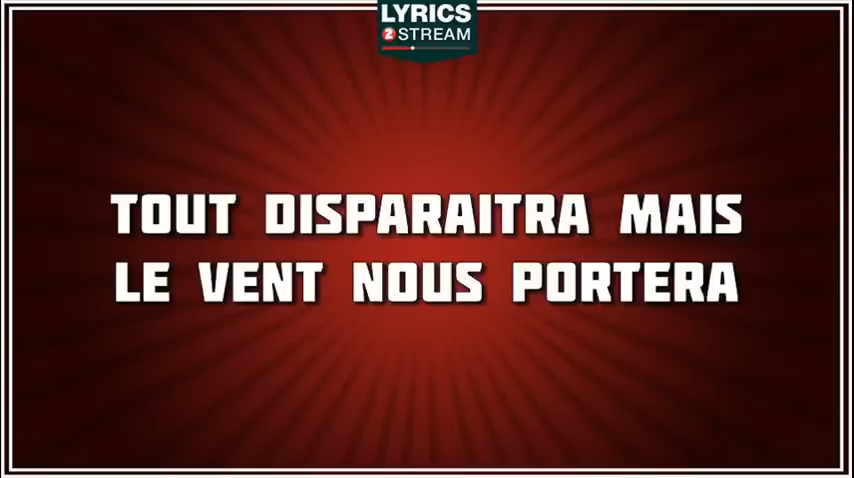 LYRICS
2 STREAM
TOUT DISPARAITRA MAIS
LE VENT NOUS PORTERA